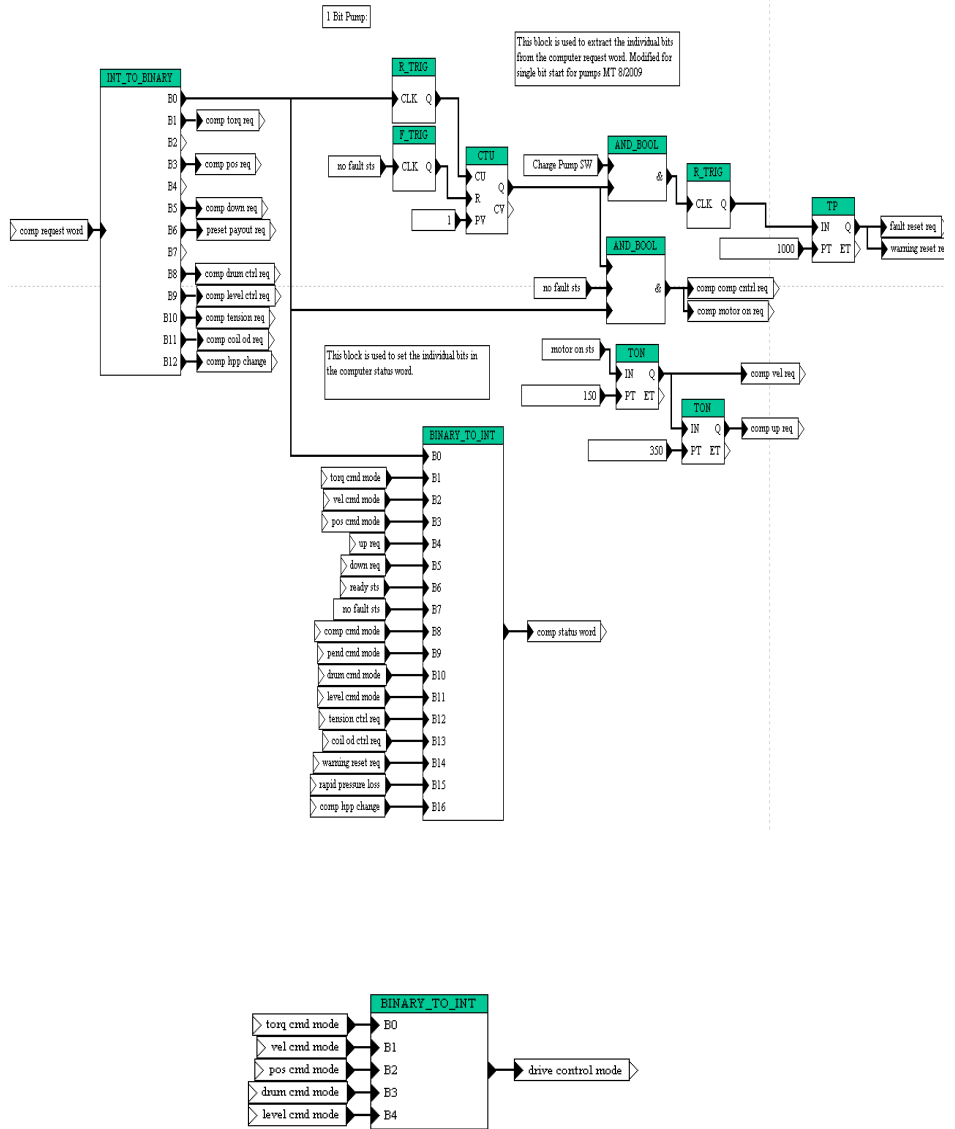 1 Bit Pump:
This block is used to extract the individual bits
from the computer request word. Modified for
single bit start for pumps MT 8/2009
INT_TO_BINARY
comp request word
B0
B1 comp torq req
B2
B3 comp pos req
B4
B5 comp down req
B6 preset payout req
B7
B8 comp drum ctrl req
B9 comp level ctrl req
B10 comp tension req
B11 comp coil od req
B12 comp hpp change
R_TRIG
CLK Q
F_TRIG
no fault sts CLK Q
CTU
CU
Q
R
CV
1 PV
AND_BOOL
Charge Pump SW
&
R_TRIG
CLK Q
TP
IN Q fault reset req
warning reset re
1000 PT ET
AND_BOOL
no fault sts & comp comp cntrl req
comp motor on req
This block is used to set the individual bits in
the computer status word.
motor on sts
TON
IN Q comp vel req
150 PT ET
TON
IN Q comp up req
350 PT ET
BINARY_TO_INT
B0
torq cmd mode B1
vel cmd mode B2
pos cmd mode B3
up req B4
down req B5
ready sts B6
no fault sts B7
comp cmd mode B8
comp status word
pend cmd mode B9
drum cmd mode B10
level cmd mode B11
tension ctrl req B12
coil od ctrl req B13
warning reset req B14
rapid pressure loss B15
comp hpp change B16
BINARY_TO_INT
torq cmd mode B0
vel cmd mode B1
pos cmd mode B2 drive control mode
drum cmd mode B3
level cmd mode B4